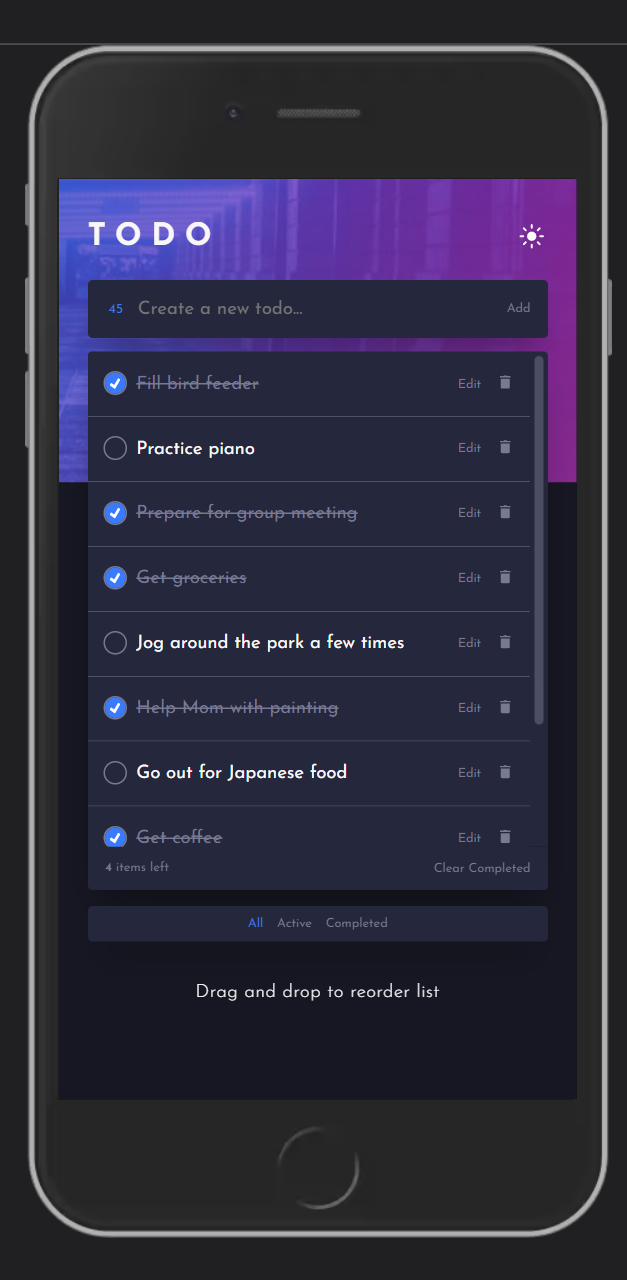 TODO
45 Create a new todo... Add
Fill bird feeder Edit
Practice piano Edit
Prepare for group meeting Edit
Get groceries Edit
Jog around the park a few times Edit
Help Mom with painting Edit
Go out for Japanese food Edit
Get coffee Edit
4 items left Clear Completed
All Active Completed
Drag and drop to reorder list